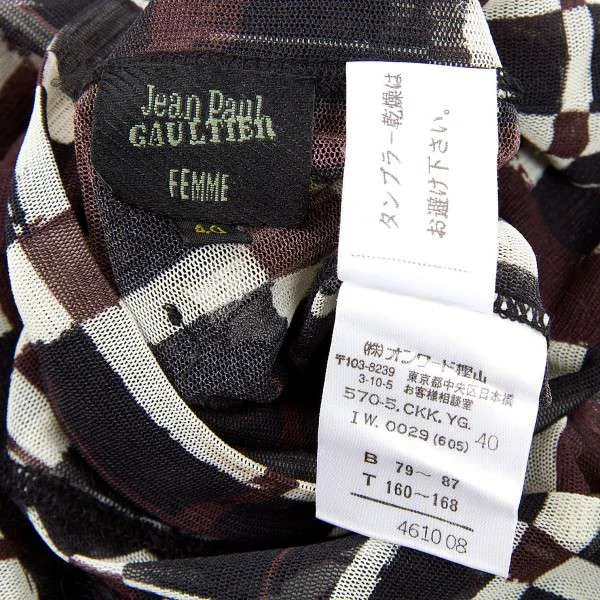 Jean Paul
GAULTIER
FEMME
40
タンブラー乾燥は
お避け下さい。
(株)オンワード樫山
〒103-8239 東京都中央区日本橋
3-10-5 お客様相談室
570-5.CKK.YG.
IW.0029(605) 40
B 79～ 87
T 160～168
461008